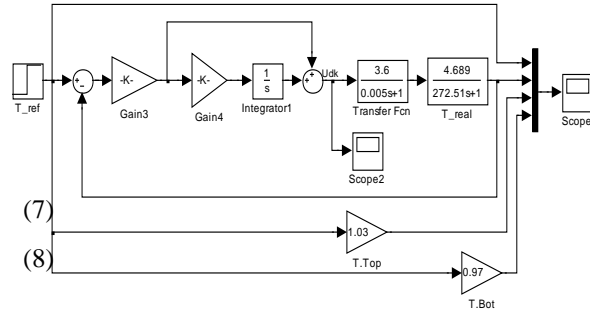 T_ref
+
-
-K-
Gain3
-K-
Gain4
1
s
Integrator1
+
+
Udk
3.6
0.005s+1
Transfer Fcn
4.689
272.51s+1
T_real
Scope
Scope2
(7)
1.03
T.Top
(8)
0.97
T.Bot